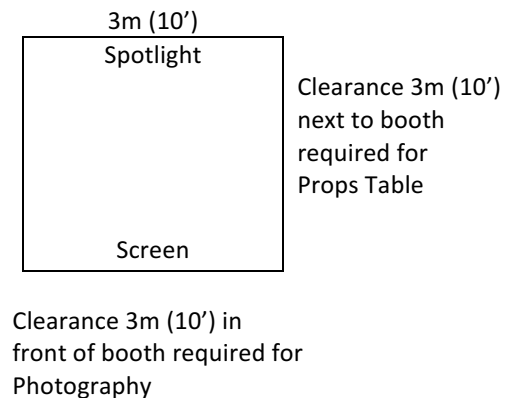 3m (10’)
Spotlight
Clearance 3m (10’)
next to booth
required for
Props Table
Screen
Clearance 3m (10’) in
front of booth required for
Photography